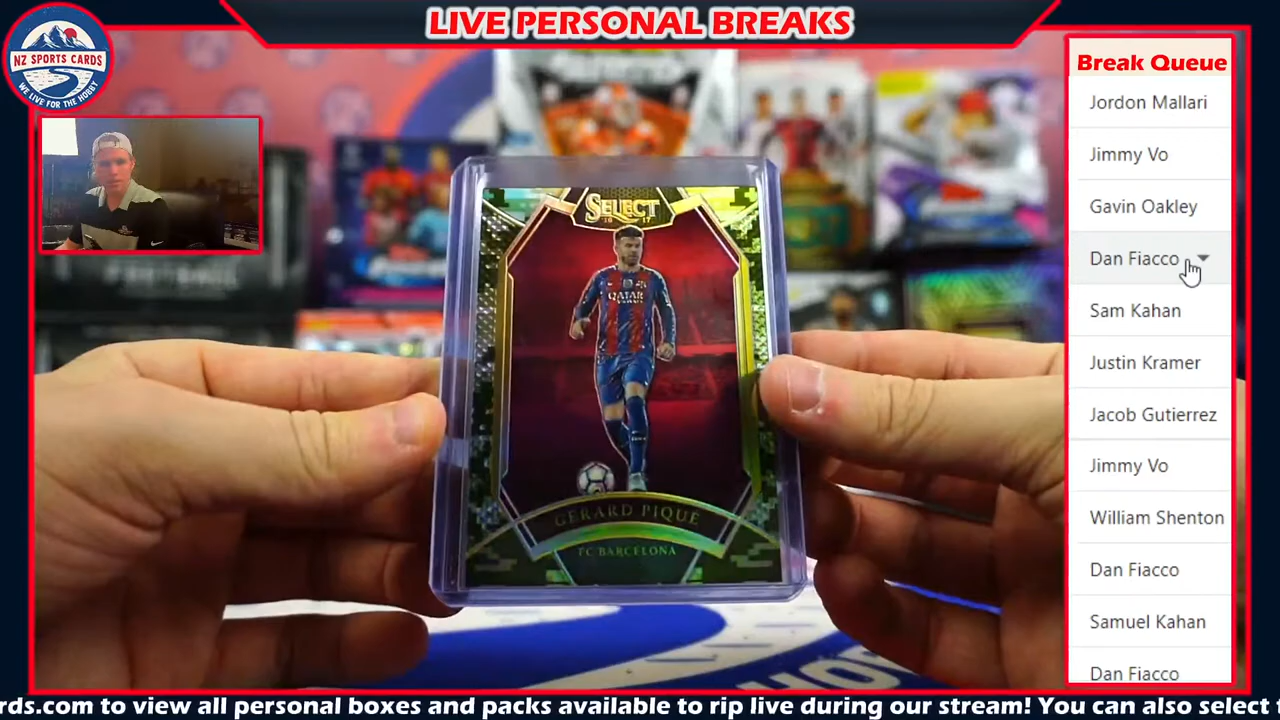 LIVE PERSONAL BREAKS
NZ SPORTS CARDS
WE LIVE FOR THE HOBBY
Break Queue
Jordon Mallari
Jimmy Vo
Gavin Oakley
Dan Fiacco
Sam Kahan
Justin Kramer
Jacob Gutierrez
Jimmy Vo
William Shenton
Dan Fiacco
Samuel Kahan
Dan Fiacco
SELECT
16 17
QATAR
GERARD PIQUÉ
FC BARCELONA
rds.com to view all personal boxes and packs available to rip live during our stream! You can also select